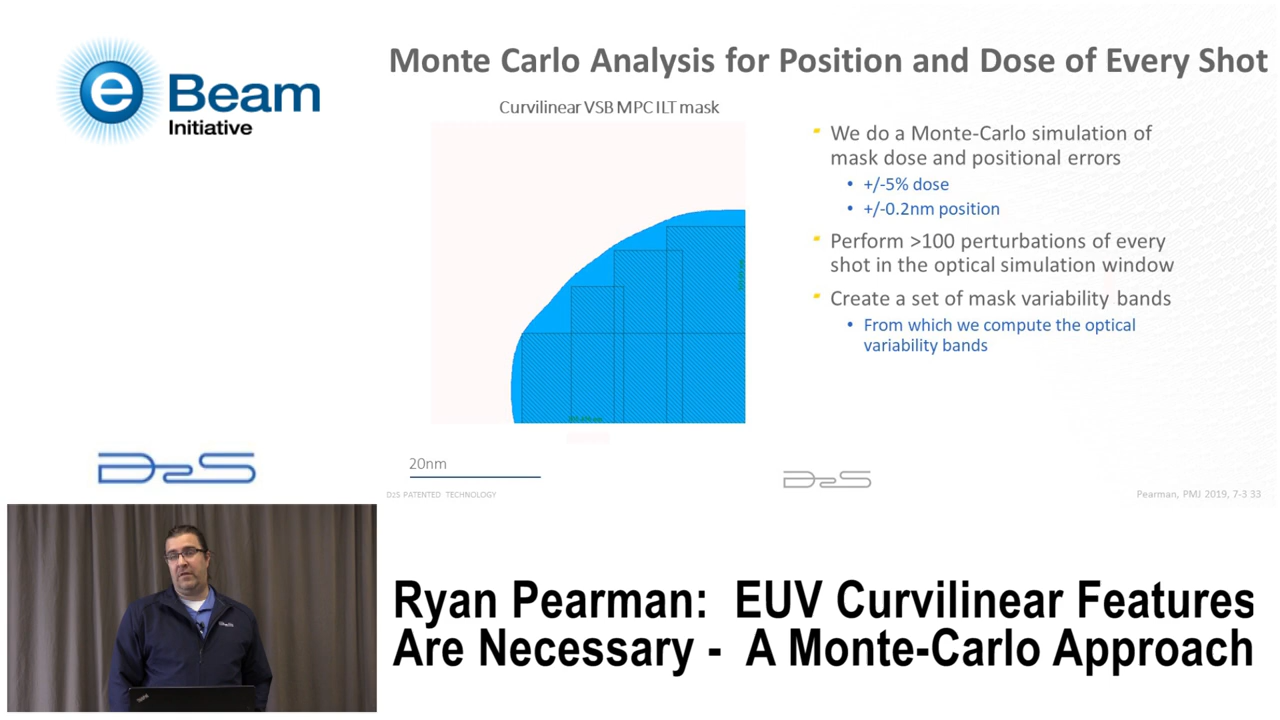 e Beam
Initiative
Monte Carlo Analysis for Position and Dose of Every Shot
Curvilinear VSB MPC ILT mask
We do a Monte-Carlo simulation of
mask dose and positional errors
• +/-5% dose
• +/-0.2nm position
Perform >100 perturbations of every
shot in the optical simulation window
Create a set of mask variability bands
• From which we compute the optical
variability bands
20nm
D2S PATENTED TECHNOLOGY
D2S
Pearman, PMJ 2019, 7-3 33
D2S
Ryan Pearman: EUV Curvilinear Features
Are Necessary - A Monte-Carlo Approach